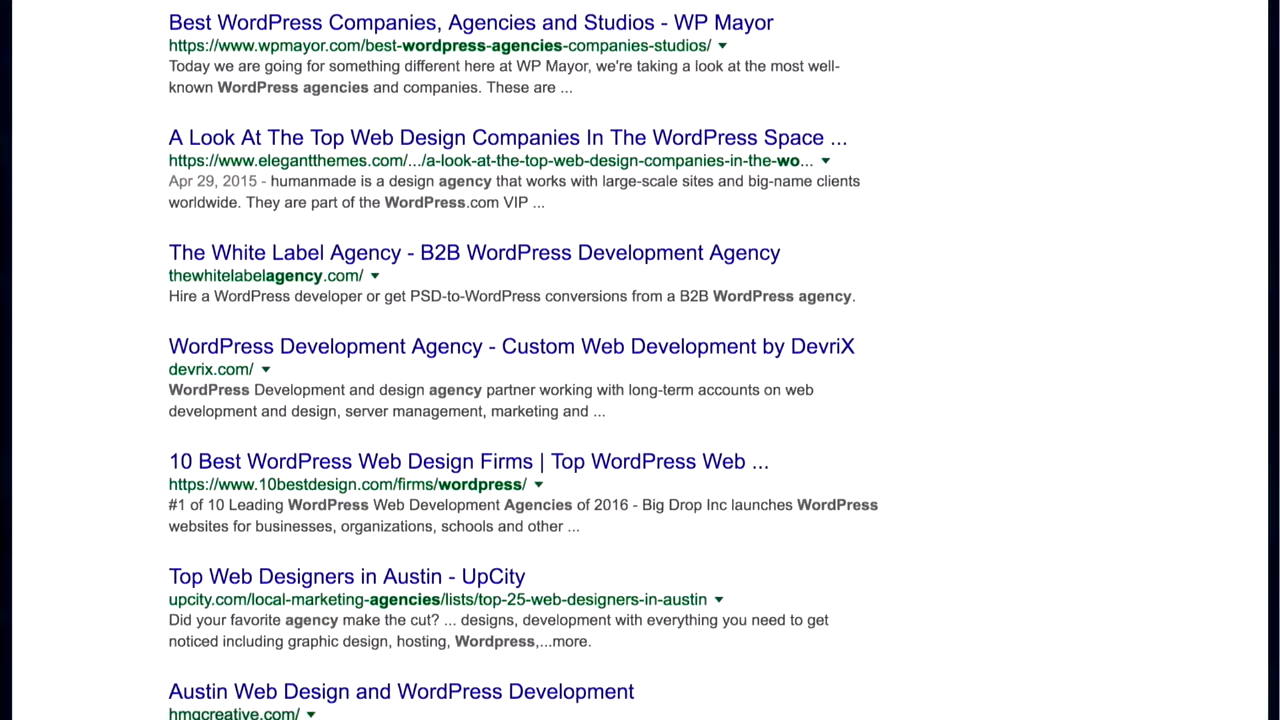 Best WordPress Companies, Agencies and Studios - WP Mayor
https://www.wpmayor.com/best-wordpress-agencies-companies-studios/
Today we are going for something different here at WP Mayor, we're taking a look at the most well-
known WordPress agencies and companies. These are ...
A Look At The Top Web Design Companies In The WordPress Space ...
https://www.elegantthemes.com/.../a-look-at-the-top-web-design-companies-in-the-wo...
Apr 29, 2015 - humanmade is a design agency that works with large-scale sites and big-name clients
worldwide. They are part of the WordPress.com VIP ...
The White Label Agency - B2B WordPress Development Agency
thewhitelabelagency.com/
Hire a WordPress developer or get PSD-to-WordPress conversions from a B2B WordPress agency.
WordPress Development Agency - Custom Web Development by DevriX
devrix.com/
WordPress Development and design agency partner working with long-term accounts on web
development and design, server management, marketing and ...
10 Best WordPress Web Design Firms | Top WordPress Web ...
https://www.10bestdesign.com/firms/wordpress/
#1 of 10 Leading WordPress Web Development Agencies of 2016 - Big Drop Inc launches WordPress
websites for businesses, organizations, schools and other ...
Top Web Designers in Austin - UpCity
upcity.com/local-marketing-agencies/lists/top-25-web-designers-in-austin
Did your favorite agency make the cut? ... designs, development with everything you need to get
noticed including graphic design, hosting, Wordpress,...more.
Austin Web Design and WordPress Development
hmgcreative.com/